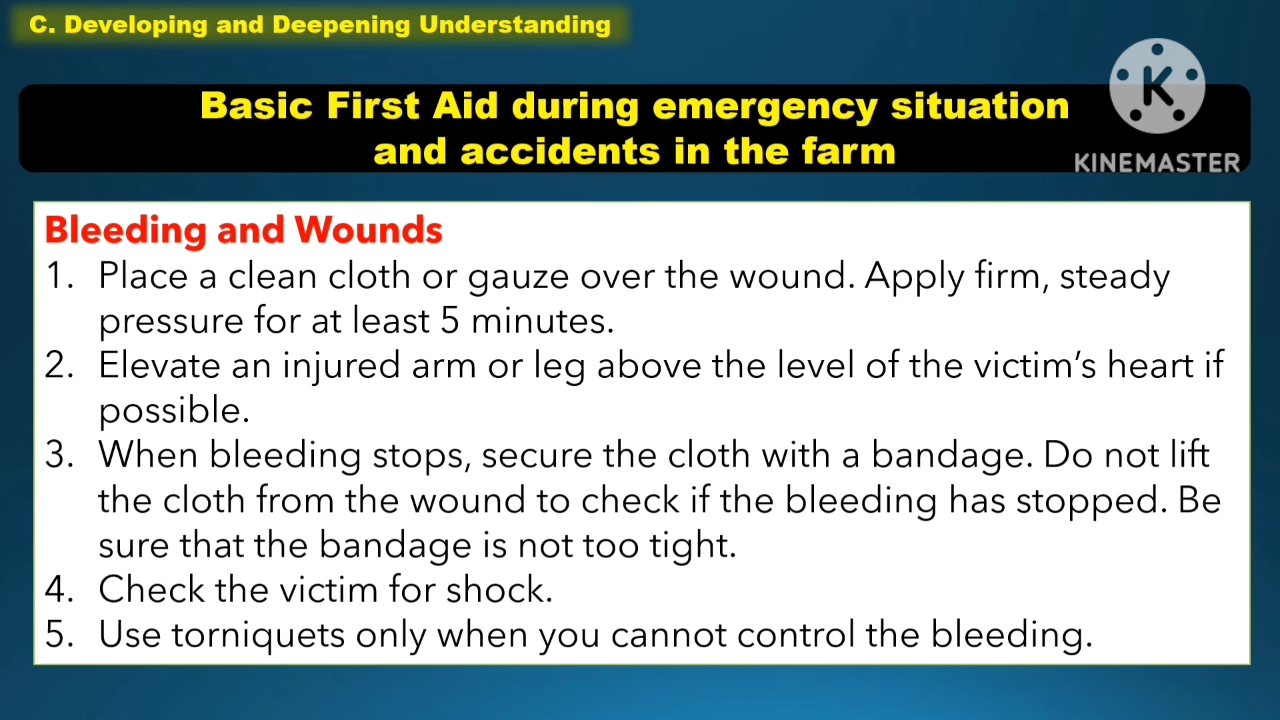 C. Developing and Deepening Understanding
Basic First Aid during emergency situation
and accidents in the farm
K
KINEMASTER
Bleeding and Wounds
1. Place a clean cloth or gauze over the wound. Apply firm, steady
pressure for at least 5 minutes.
2. Elevate an injured arm or leg above the level of the victim’s heart if
possible.
3. When bleeding stops, secure the cloth with a bandage. Do not lift
the cloth from the wound to check if the bleeding has stopped. Be
sure that the bandage is not too tight.
4. Check the victim for shock.
5. Use torniquets only when you cannot control the bleeding.